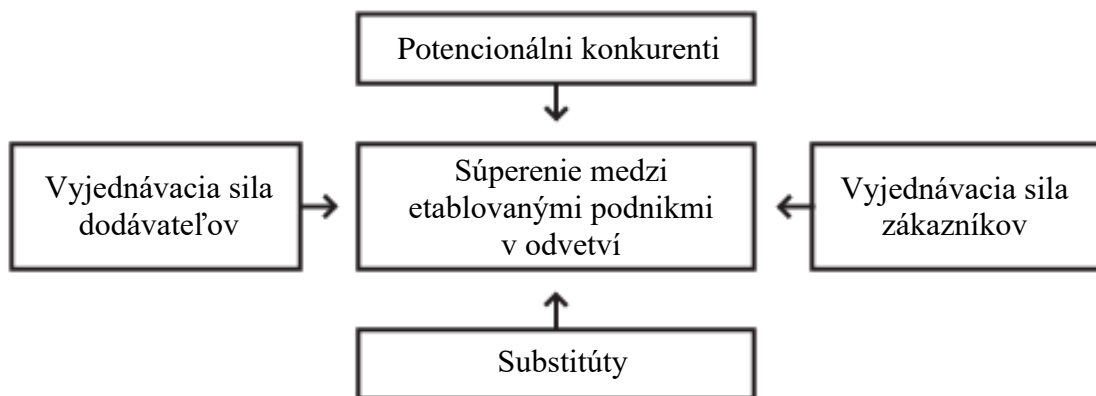 Potencionálni konkurenti
Vyjednávacia sila
dodávateľov
Súperenie medzi
etablovanými podnikmi
v odvetví
Vyjednávacia sila
zákazníkov
Substitúty